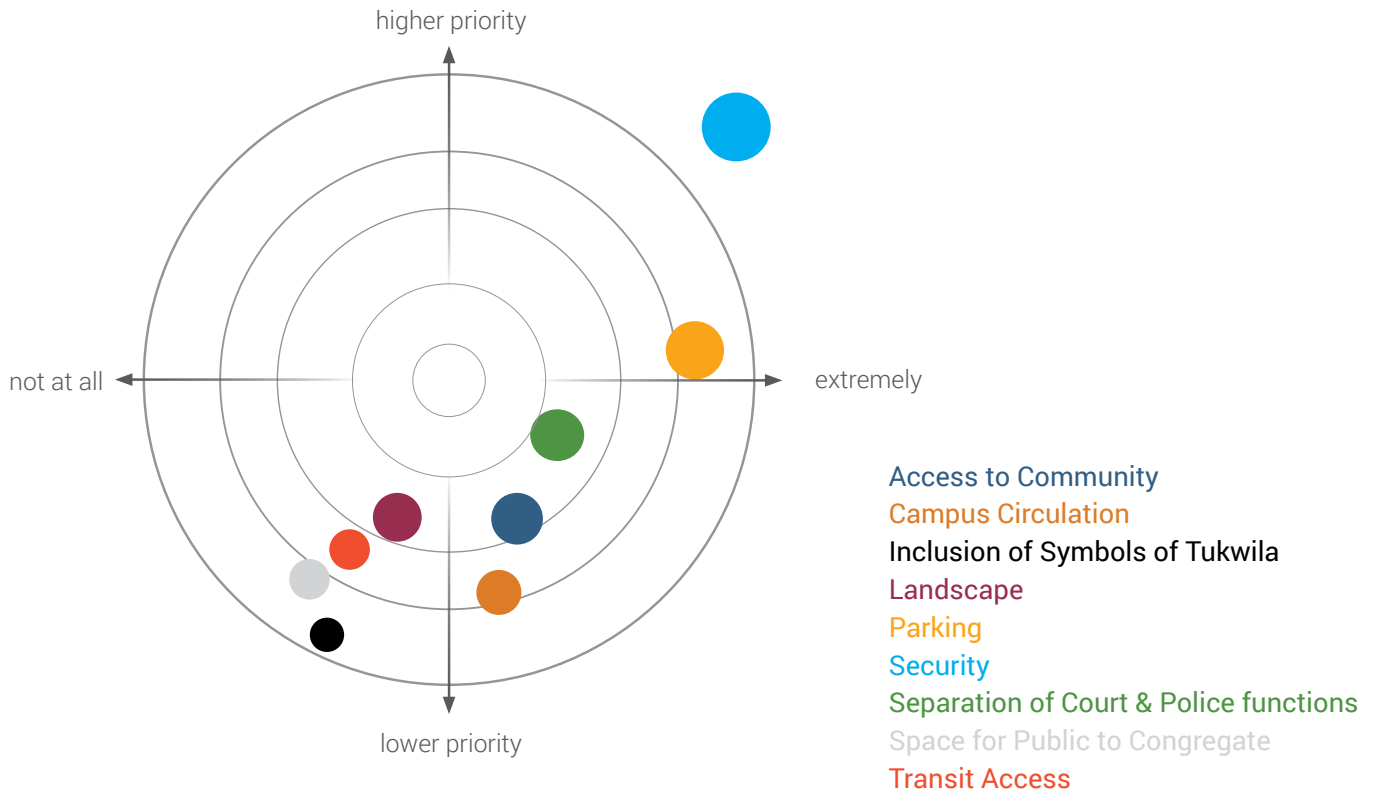 higher priority
not at all
extremely
lower priority
Access to Community
Campus Circulation
Inclusion of Symbols of Tukwila
Landscape
Parking
Security
Separation of Court & Police functions
Space for Public to Congregate
Transit Access